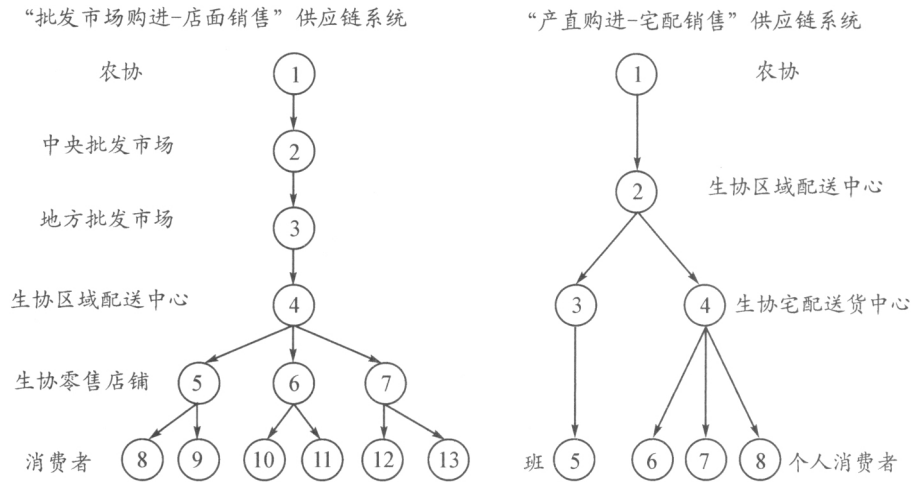 “批发市场购进-店面销售”供应链系统
农协 1
中央批发市场 2
地方批发市场 3
生协区域配送中心 4
生协零售店铺 5 6 7
消费者 8 9 10 11 12 13
“产直购进-宅配销售”供应链系统
1 农协
2 生协区域配送中心
3 4 生协宅配送货中心
班 5 6 7 8 个人消费者